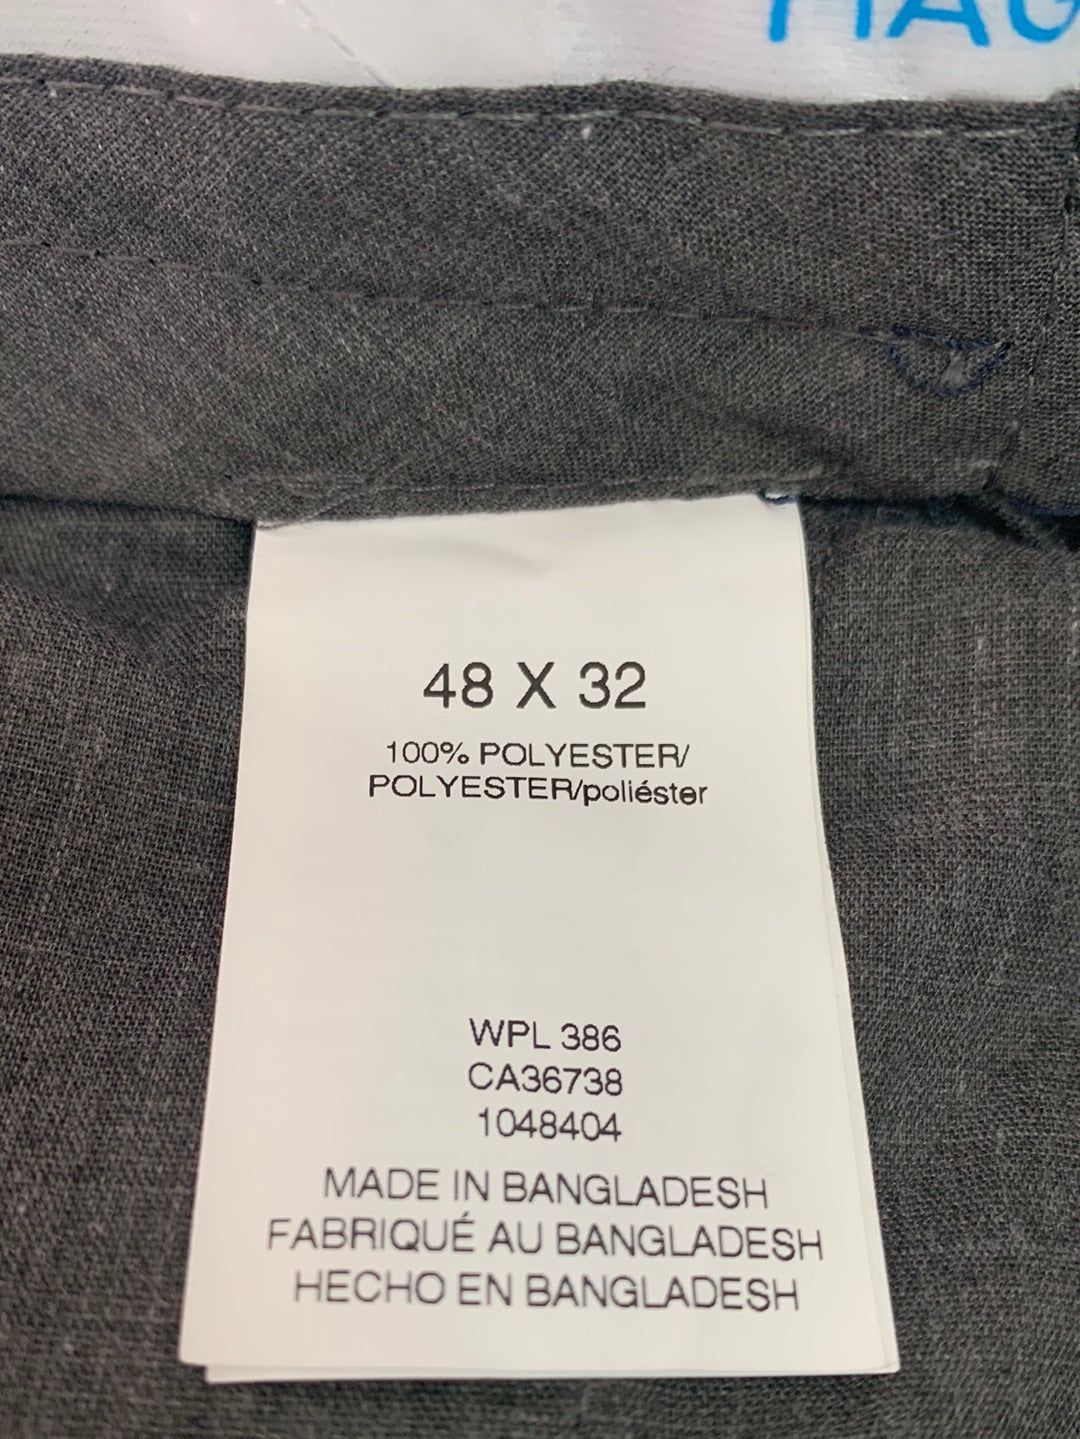 48 X 32
100% POLYESTER/
POLYESTER/poliéster
WPL 386
CA36738
1048404
MADE IN BANGLADESH
FABRIQUÉ AU BANGLADESH
HECHO EN BANGLADESH